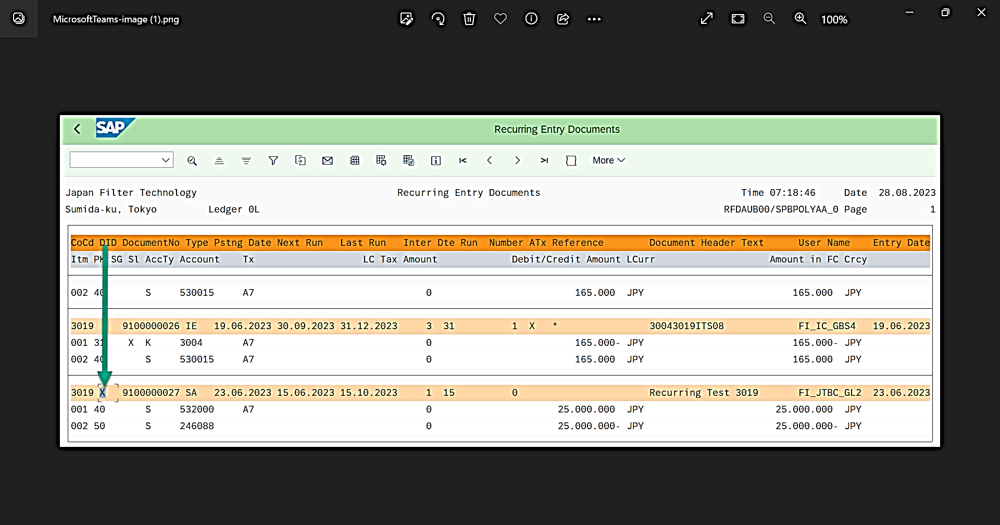 MicrosoftTeams-image (1).png 100%
SAP Recurring Entry Documents
More
Japan Filter Technology Recurring Entry Documents Time 07:18:46 Date 28.08.2023
Sumida-ku, Tokyo Ledger 0L RFDAUB00/SPBPOLYAA_0 Page 1
CoCd DID DocumentNo Type Pstng Date Next Run Last Run Inter Dte Run Number ATx Reference Document Header Text User Name Entry Date
Itm PK SG Sl AccTy Account Tx LC Tax Amount Debit/Credit Amount LCurr Amount in FC Crcy
002 40 S 530015 A7 0 165.000 JPY 165.000 JPY
3019 9100000026 IE 19.06.2023 30.09.2023 31.12.2023 3 31 1 X * 30043019ITS08 FI_IC_GBS4 19.06.2023
001 31 X K 3004 A7 0 165.000- JPY 165.000- JPY
002 40 S 530015 A7 0 165.000 JPY 165.000 JPY
3019 X 9100000027 SA 23.06.2023 15.06.2023 15.10.2023 1 15 0 Recurring Test 3019 FI_JTBC_GL2 23.06.2023
001 40 S 532000 A7 0 25.000.000 JPY 25.000.000 JPY
002 50 S 246088 0 25.000.000- JPY 25.000.000- JPY